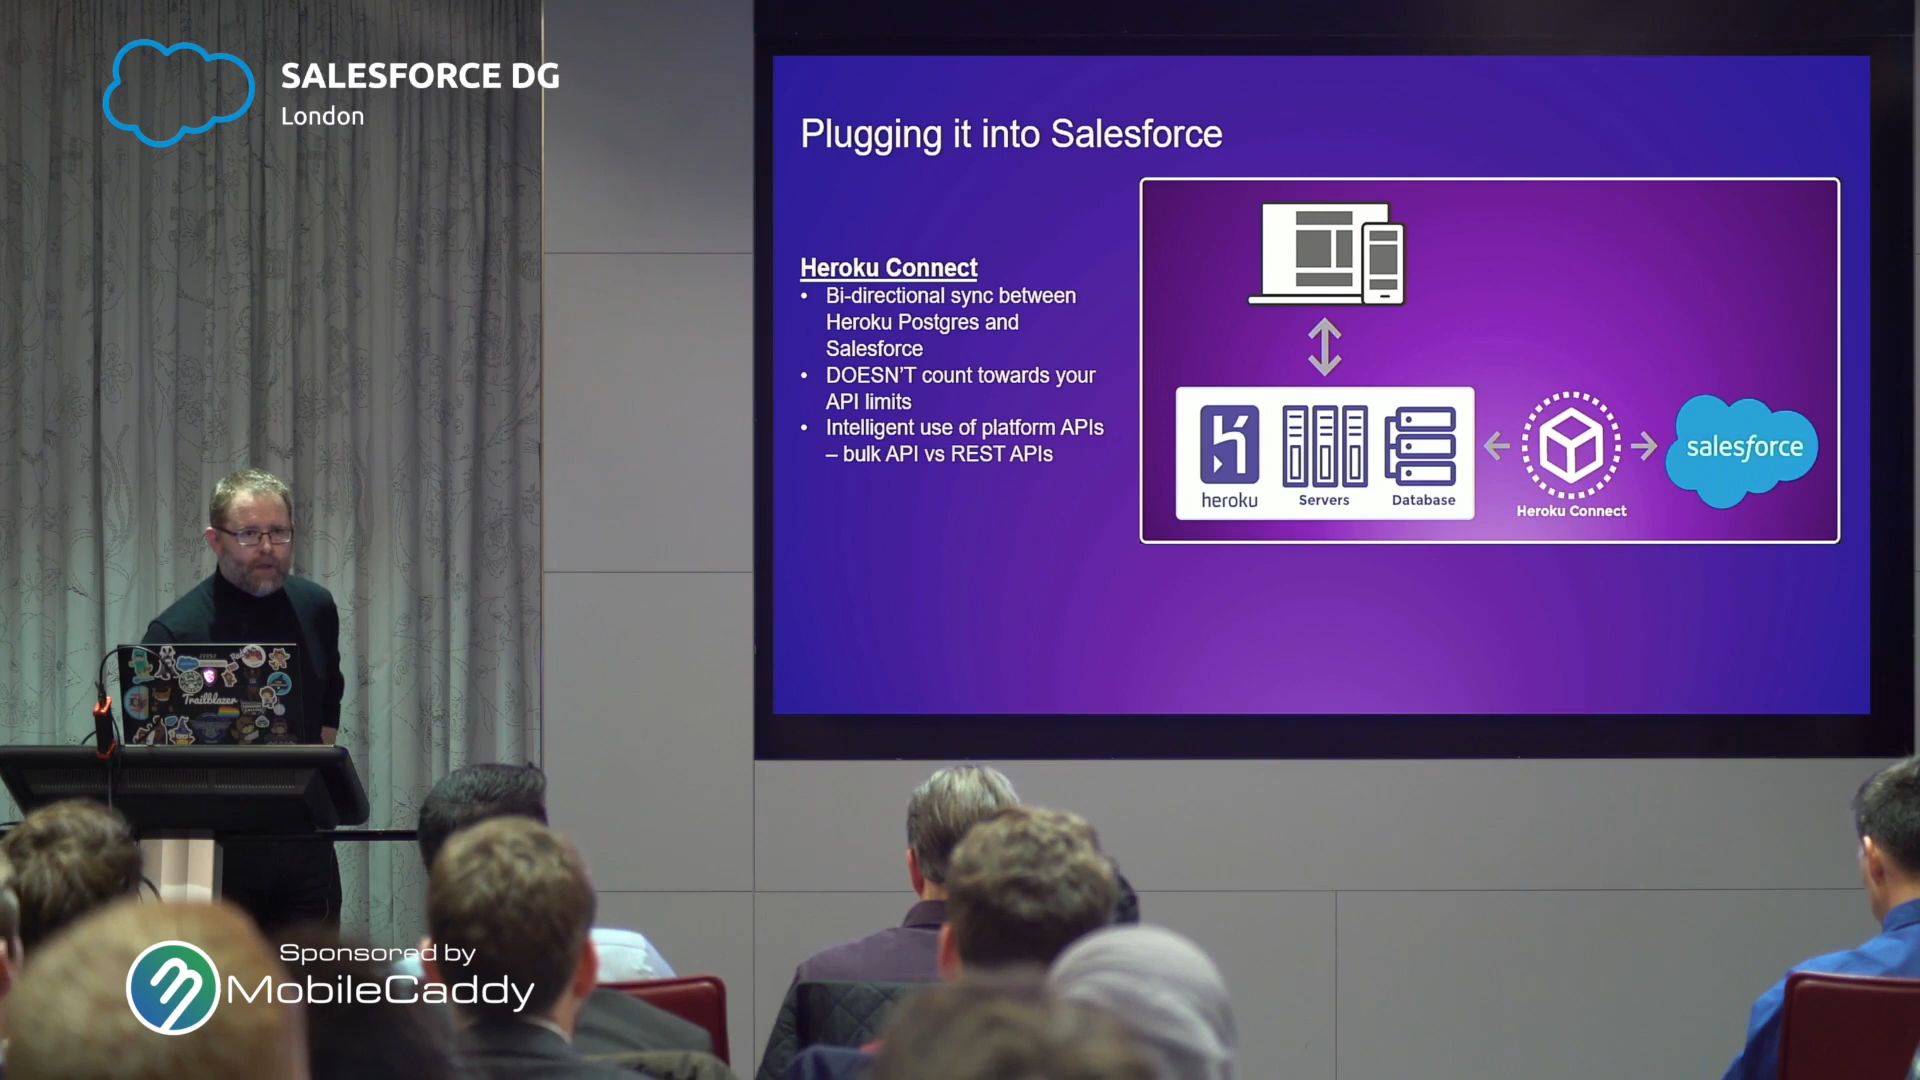 SALESFORCE DG
London
Plugging it into Salesforce
Heroku Connect
• Bi-directional sync between
Heroku Postgres and
Salesforce
• DOESN'T count towards your
API limits
• Intelligent use of platform APIs
– bulk API vs REST APIs
heroku
Servers
Database
Heroku Connect
salesforce
Trailblazer
Sponsored by
MobileCaddy